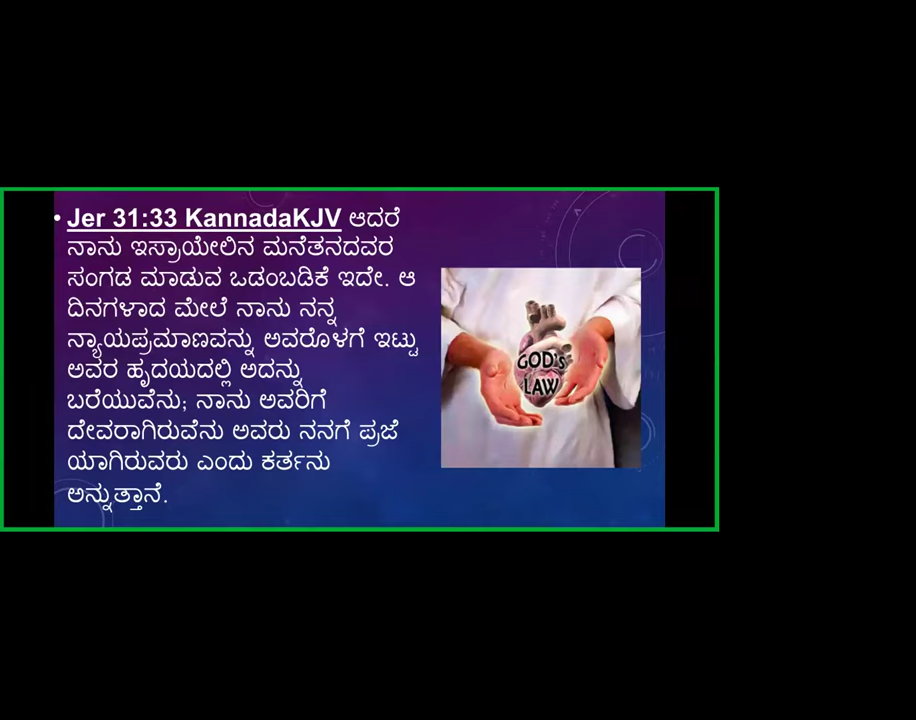 • Jer 31:33 KannadaKJV ಆದರೆ
ನಾನು ಇಸ್ರಾಯೇಲಿನ ಮನೆತನದವರ
ಸಂಗಡ ಮಾಡುವ ಒಡಂಬಡಿಕೆ ಇದೇ. ಆ
ದಿನಗಳಾದ ಮೇಲೆ ನಾನು ನನ್ನ
ನ್ಯಾಯಪ್ರಮಾಣವನ್ನು ಅವರೊಳಗೆ ಇಟ್ಟು
ಅವರ ಹೃದಯದಲ್ಲಿ ಅದನ್ನು
ಬರೆಯುವೆನು; ನಾನು ಅವರಿಗೆ
ದೇವರಾಗಿರುವೆನು ಅವರು ನನಗೆ ಪ್ರಜೆ
ಯಾಗಿರುವರು ಎಂದು ಕರ್ತನು
ಅನ್ನುತ್ತಾನೆ.
GOD's
LAW